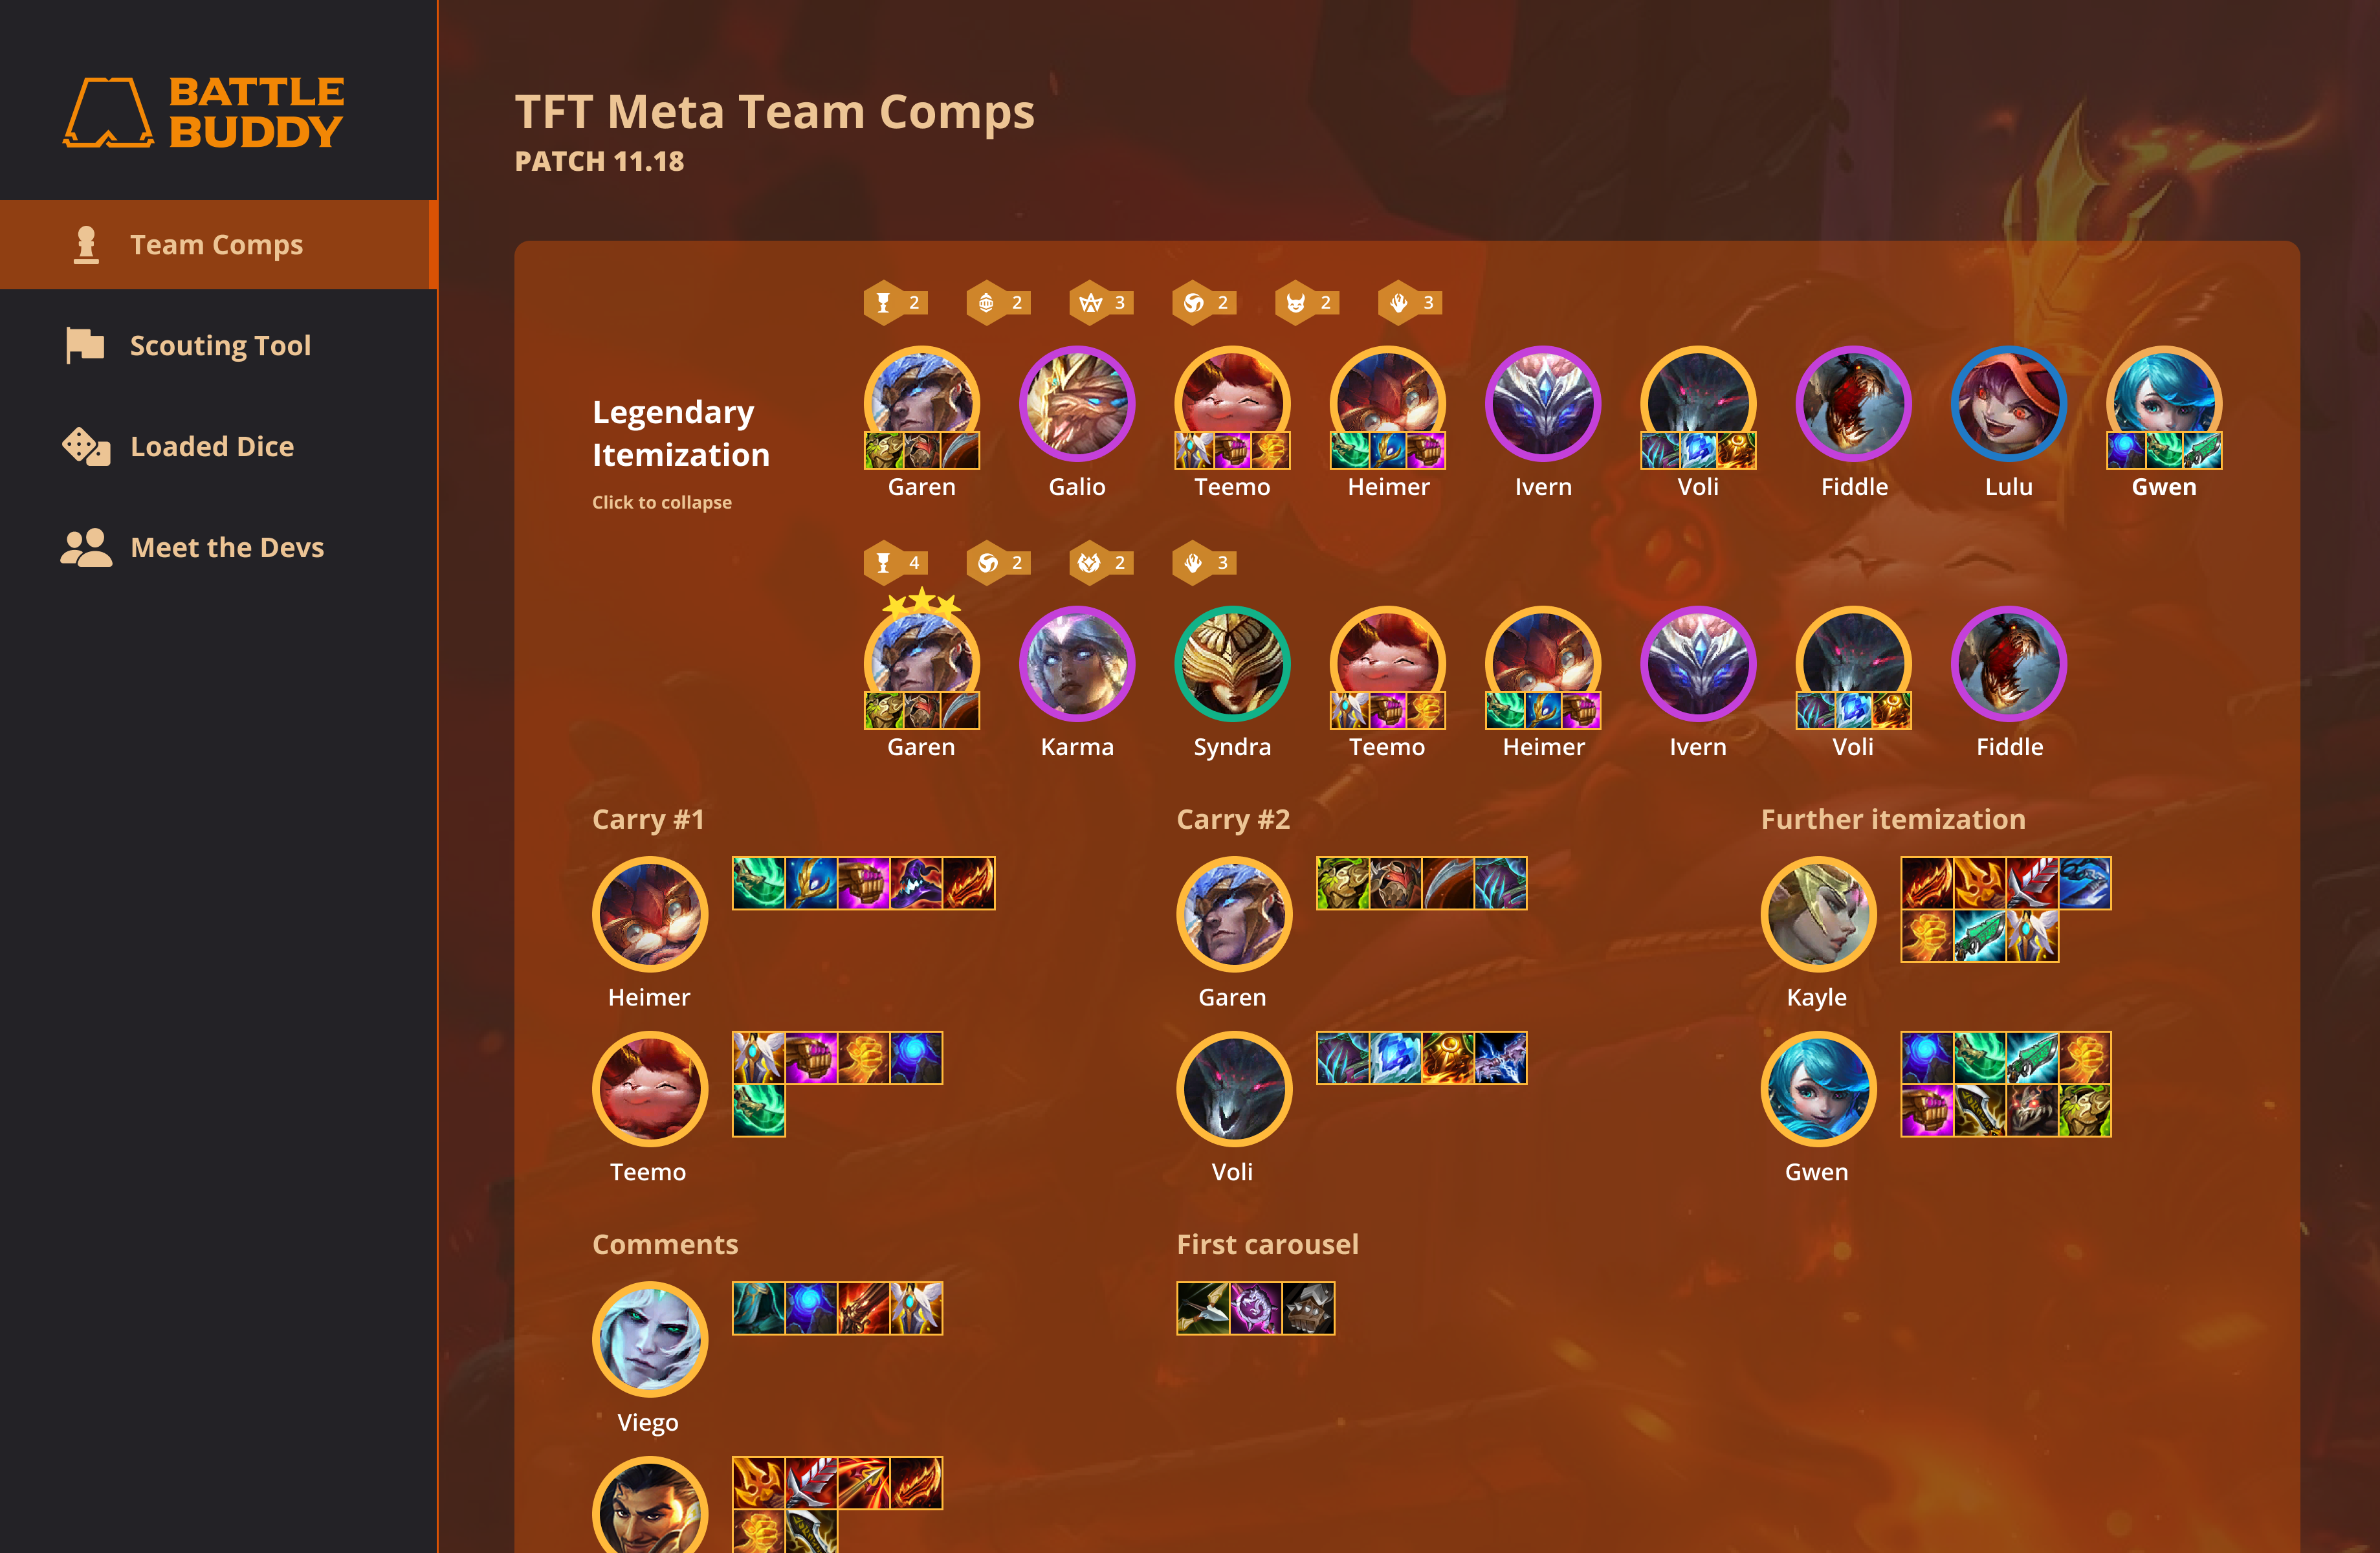 BATTLE
BUDDY
Team Comps
Scouting Tool
Loaded Dice
Meet the Devs
TFT Meta Team Comps
PATCH 11.18
2 2 3 2 2 3
Legendary
Itemization
Click to collapse
Garen Galio Teemo Heimer Ivern Voli Fiddle Lulu Gwen
4 2 2 3
Garen Karma Syndra Teemo Heimer Ivern Voli Fiddle
Carry #1 Carry #2 Further itemization
Heimer Garen Kayle
Teemo Voli Gwen
Comments First carousel
Viego